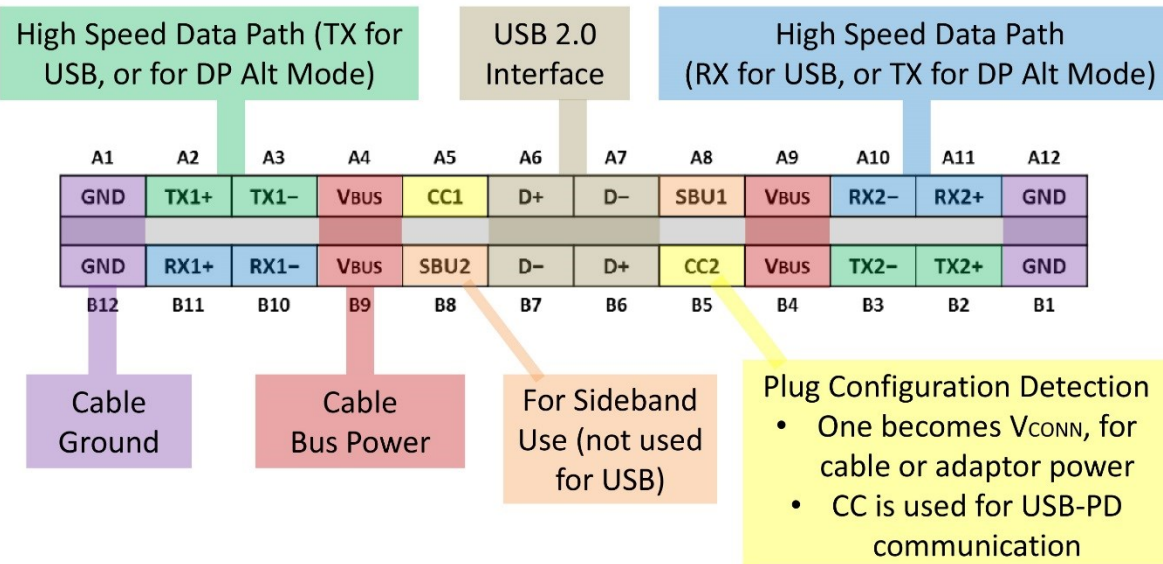 High Speed Data Path (TX for
USB, or for DP Alt Mode)
USB 2.0
Interface
High Speed Data Path
(RX for USB, or TX for DP Alt Mode)
A1 A2 A3 A4 A5 A6 A7 A8 A9 A10 A11 A12
GND TX1+ TX1− VBUS CC1 D+ D− SBU1 VBUS RX2− RX2+ GND
GND RX1+ RX1− VBUS SBU2 D− D+ CC2 VBUS TX2− TX2+ GND
B12 B11 B10 B9 B8 B7 B6 B5 B4 B3 B2 B1
Cable
Ground
Cable
Bus Power
For Sideband
Use (not used
for USB)
Plug Configuration Detection
• One becomes VCONN, for
cable or adaptor power
• CC is used for USB-PD
communication